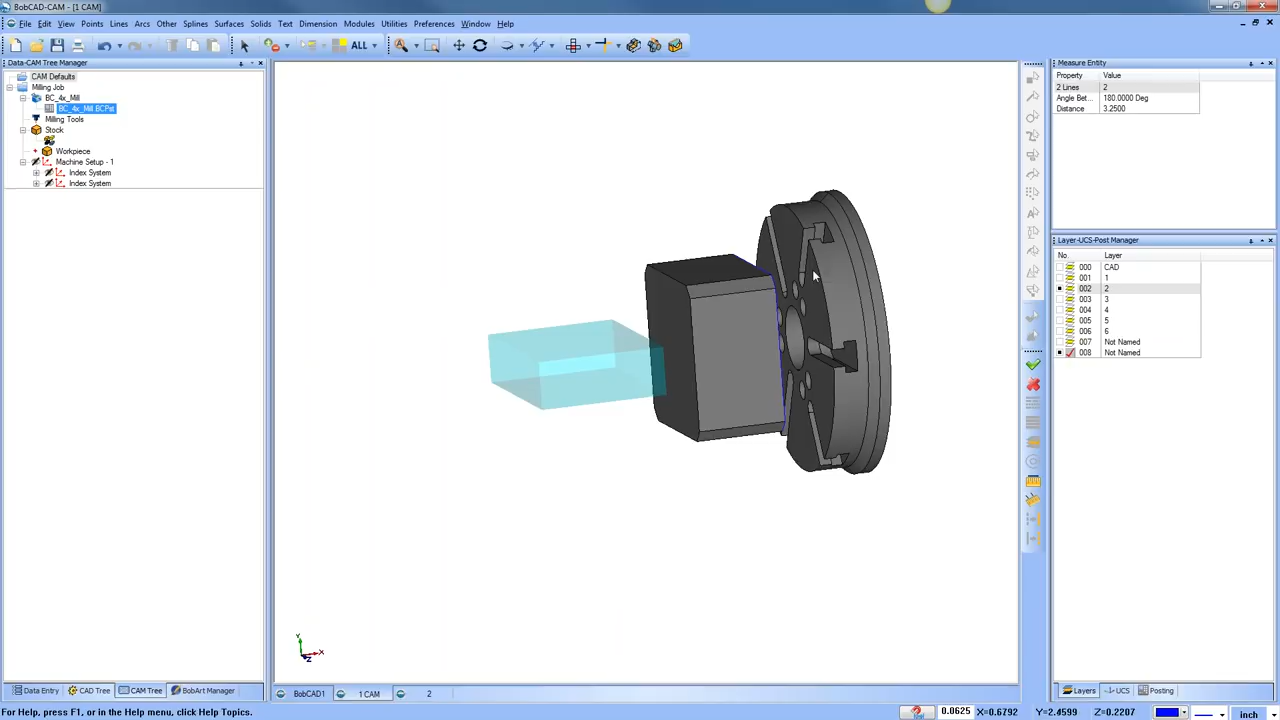 BobCAD-CAM - [1 CAM]
File Edit View Points Lines Arcs Other Splines Surfaces Solids Text Dimension Modules Utilities Preferences Window Help
ALL
Data-CAM Tree Manager
CAM Defaults
Milling Job
BC_4x_Mill
BC_4x_Mill.BCPst
Milling Tools
Stock
Workpiece
Machine Setup - 1
Index System
Index System
Data Entry CAD Tree CAM Tree BobArt Manager
Y
X
Z
BobCAD1 1 CAM 2
Measure Entity
Property Value
2 Lines 2
Angle Bet... 180.0000 Deg
Distance 3.2500
Layer-UCS-Post Manager
No. Layer
000 CAD
001 1
002 2
003 3
004 4
005 5
006 6
007 Not Named
008 Not Named
Layers UCS Posting
For Help, press F1, or in the Help menu, click Help Topics.
0.0625 X=0.6792 Y=2.4599 Z=0.2207 inch